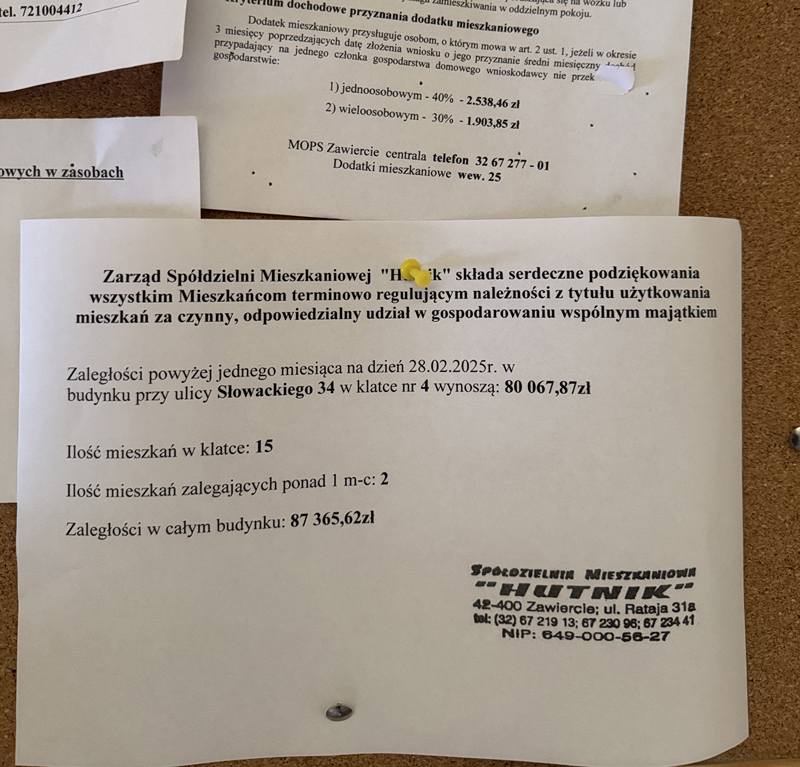 tel. 721004412
zamieszkiwania w oddzielnym pokoju.
kryterium dochodowe przyznania dodatku mieszkaniowego
Dodatek mieszkaniowy przysługuje osobom, o którym mowa w art. 2 ust. 1, jeżeli w okresie
3 miesięcy poprzedzających datę złożenia wniosku o jego przyznanie średni miesięczny
przypadający na jednego członka gospodarstwa domowego wnioskodawcy nie przek
gospodarstwie:
1) jednoosobowym - 40% - 2.538,46 zł
2) wieloosobowym - 30% - 1.903,85 zł
MOPS Zawiercie centrala telefon 32 67 277 - 01
Dodatki mieszkaniowe wew. 25
owych w zasobach
Zarząd Spółdzielni Mieszkaniowej "H ik" składa serdeczne podziękowania
wszystkim Mieszkańcom terminowo regulującym należności z tytułu użytkowania
mieszkań za czynny, odpowiedzialny udział w gospodarowaniu wspólnym majątkiem
Zaległości powyżej jednego miesiąca na dzień 28.02.2025r. w
budynku przy ulicy Słowackiego 34 w klatce nr 4 wynoszą: 80 067,87zł
Ilość mieszkań w klatce: 15
Ilość mieszkań zalegających ponad 1 m-c: 2
Zaległości w całym budynku: 87 365,62zł
SPÓŁDZIELNIA MIESZKANIOWA
"HUTNIK"
42-400 Zawiercie; ul. Rataja 31a
tel: (32) 67 219 13; 67 230 96; 67 234 41
NIP: 649-000-56-27